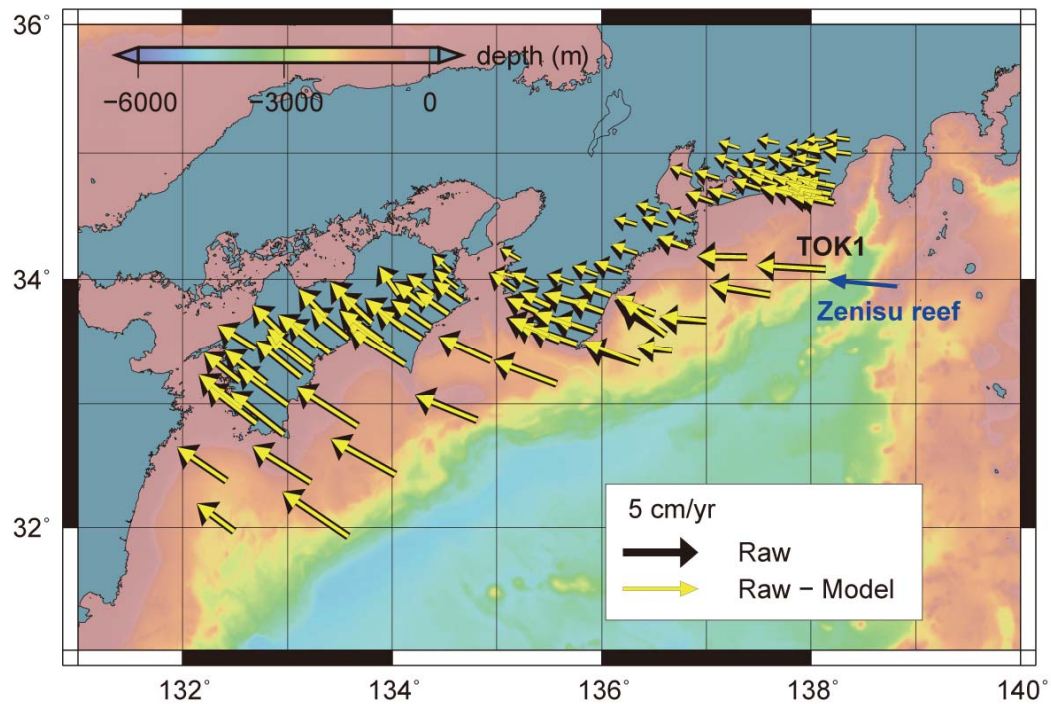 36°
depth (m)
−6000 −3000 0
TOK1
34°
Zenisu reef
5 cm/yr
Raw
32°
Raw − Model
132° 134° 136° 138° 140°